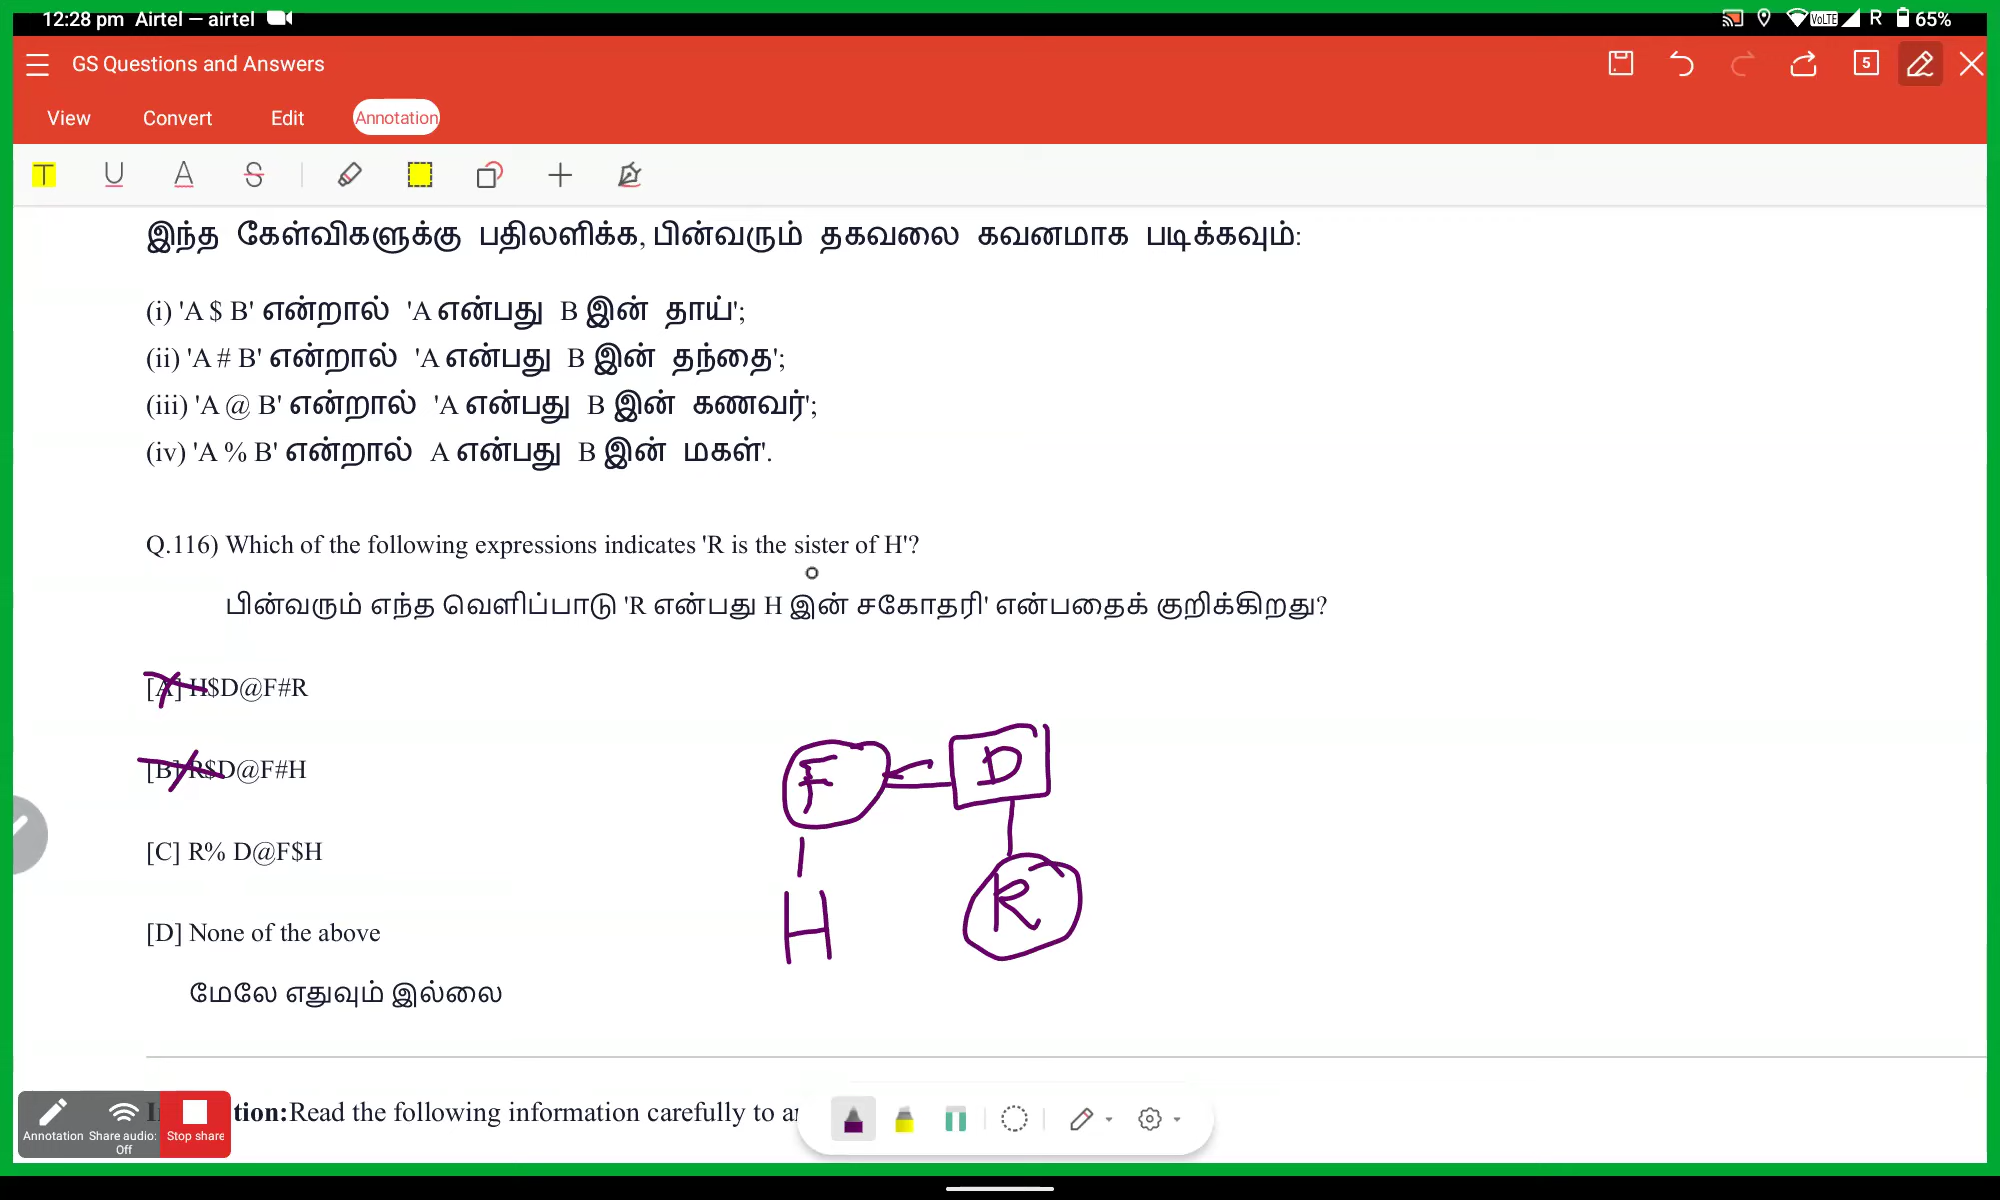 12:28 pm Airtel – airtel VoLTE R 65%
GS Questions and Answers 5
View Convert Edit Annotation
T U A S
இந்த கேள்விகளுக்கு பதிலளிக்க, பின்வரும் தகவலை கவனமாக படிக்கவும்:
(i) 'A $ B' என்றால் 'A என்பது B இன் தாய்';
(ii) 'A # B' என்றால் 'A என்பது B இன் தந்தை';
(iii) 'A @ B' என்றால் 'A என்பது B இன் கணவர்';
(iv) 'A % B' என்றால் A என்பது B இன் மகள்'.
Q.116) Which of the following expressions indicates 'R is the sister of H'?
பின்வரும் எந்த வெளிப்பாடு 'R என்பது H இன் சகோதரி' என்பதைக் குறிக்கிறது?
[A] H$D@F#R
[B] R$D@F#H
[C] R% D@F$H
[D] None of the above
மேலே எதுவும் இல்லை
F D
H R
tion:Read the following information carefully to
Annotation Share audio: Off Stop share